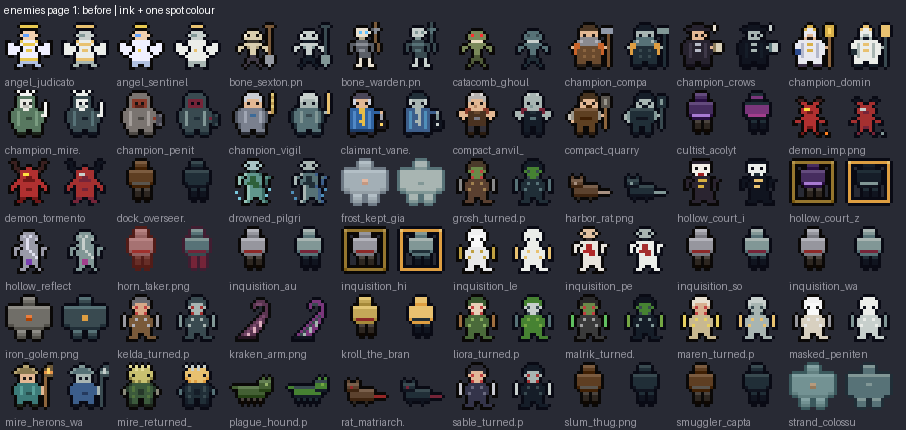 enemies page 1: before | ink + one spot colour
angel_judicato angel_sentinel bone_sexton.pn bone_warden.pn catacomb_ghoul champion_compa champion_crows champion_domin
champion_mire. champion_penit champion_vigil claimant_vane. compact_anvil_ compact_quarry cultist_acolyt demon_imp.png
demon_tormento dock_overseer. drowned_pilgri frost_kept_gia grosh_turned.p harbor_rat.png hollow_court_i hollow_court_z
hollow_reflect horn_taker.png inquisition_au inquisition_hi inquisition_le inquisition_pe inquisition_so inquisition_wa
iron_golem.png kelda_turned.p kraken_arm.png kroll_the_bran liora_turned.p malrik_turned. maren_turned.p masked_peniten
mire_herons_wa mire_returned_ plague_hound.p rat_matriarch. sable_turned.p slum_thug.png smuggler_capta strand_colossu